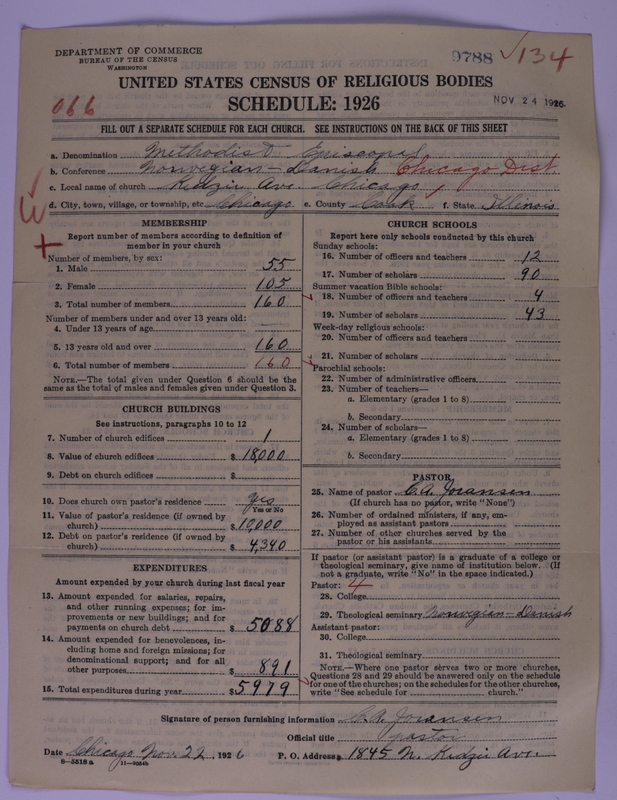 DEPARTMENT OF COMMERCE
BUREAU OF THE CENSUS
WASHINGTON
9788 134
066
UNITED STATES CENSUS OF RELIGIOUS BODIES
SCHEDULE: 1926
NOV 24 1926
FILL OUT A SEPARATE SCHEDULE FOR EACH CHURCH. SEE INSTRUCTIONS ON THE BACK OF THIS SHEET
a. Denomination Methodist Episcopal
b. Conference Norwegian-Danish Chicago Dist
c. Local name of church Kedzie Ave. Chicago
d. City, town, village, or township, etc. Chicago e. County Cook f. State Illinois
MEMBERSHIP
Report number of members according to definition of member in your church
Number of members, by sex:
1. Male 55
2. Female 105
3. Total number of members 160
Number of members under and over 13 years old:
4. Under 13 years of age —
5. 13 years old and over 160
6. Total number of members 160
NOTE.—The total given under Question 6 should be the
same as the total of males and females given under Question 3.
CHURCH BUILDINGS
See instructions, paragraphs 10 to 12
7. Number of church edifices 1
8. Value of church edifices $ 18,000
9. Debt on church edifices $
10. Does church own pastor's residence yes
Yes or No
11. Value of pastor's residence (if owned by
church) $ 10,000
12. Debt on pastor's residence (if owned by
church) $ 4,340
EXPENDITURES
Amount expended by church during last fiscal year
13. Amount expended for salaries, repairs,
and other running expenses; for im-
provements or new buildings; and for
payments on church debt $ 5088
14. Amount expended for benevolences, in-
cluding home and foreign missions; for
denominational support; and for all
other purposes $ 891
15. Total expenditures during year $ 5979
CHURCH SCHOOLS
Report here only schools conducted by this church
Sunday schools:
16. Number of officers and teachers 12
17. Number of scholars 90
Summer vacation Bible schools:
18. Number of officers and teachers 4
19. Number of scholars 43
Week-day religious schools:
20. Number of officers and teachers
21. Number of scholars
Parochial schools:
22. Number of administrative officers
23. Number of teachers—
a. Elementary (grades 1 to 8)
b. Secondary
24. Number of scholars—
a. Elementary (grades 1 to 8)
b. Secondary
PASTOR
25. Name of pastor C. A. Joransen
(If church has no pastor, write "None")
26. Number of ordained ministers, if any, em-
ployed as assistant pastors
27. Number of other churches served by the
pastor or his assistants
If pastor (or assistant pastor) is a graduate of a college or
theological seminary, give name of institution below. (If
not a graduate, write "No" in the space indicated.)
Pastor: 4
28. College
29. Theological seminary Norwegian-Danish
Assistant pastor:
30. College
31. Theological seminary
NOTE.—Where one pastor serves two or more churches,
Questions 28 and 29 should be answered only on the schedule
for one of the churches; on the schedules for the other churches,
write "See schedule for church."
Signature of person furnishing information C. A. Joransen
Official title pastor
Date Chicago Nov. 22, 1926 P. O. Address 1845 N. Kedzie Ave.
8-5518a